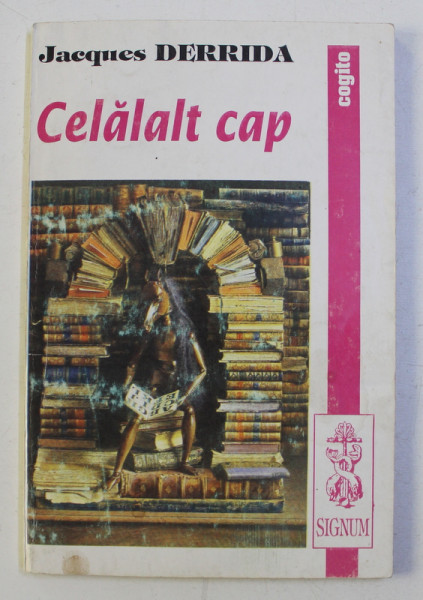 Jacques DERRIDA
cogito
Celălalt cap
SIGNUM